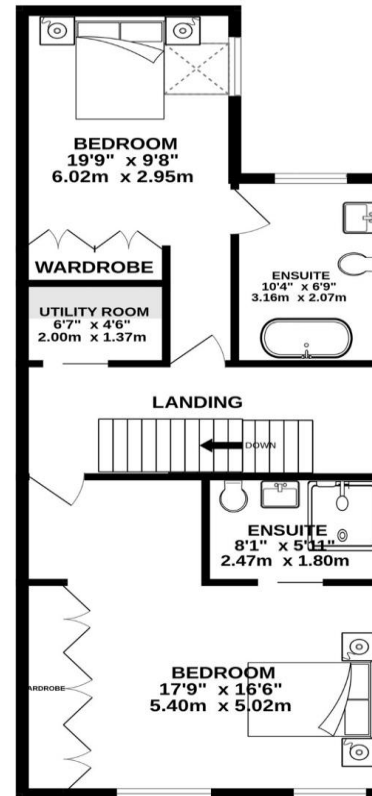 BEDROOM
19'9" x 9'8"
6.02m x 2.95m
WARDROBE
ENSUITE
10'4" x 6'9"
3.16m x 2.07m
UTILITY ROOM
6'7" x 4'6"
2.00m x 1.37m
LANDING
DOWN
ENSUITE
8'1" x 5'11"
2.47m x 1.80m
BEDROOM
17'9" x 16'6"
5.40m x 5.02m
ARDROBE